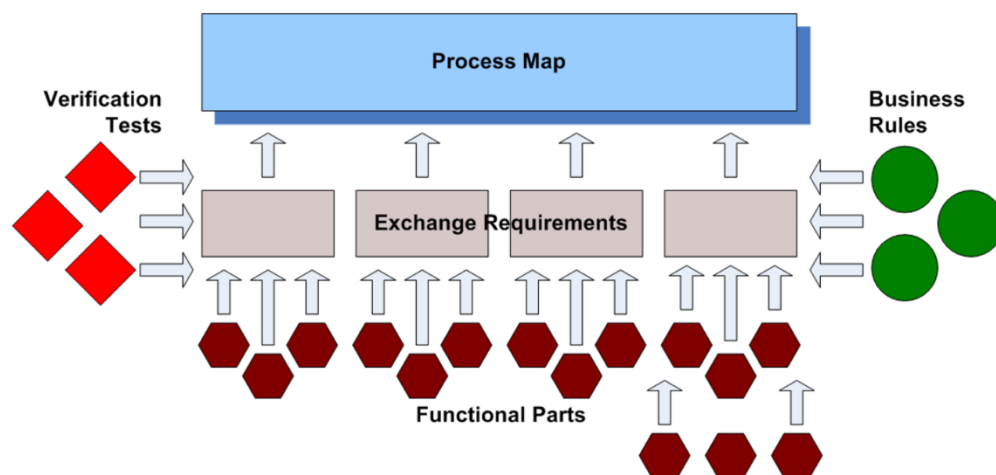 Process Map
Verification
Tests
Business
Rules
Exchange Requirements
Functional Parts